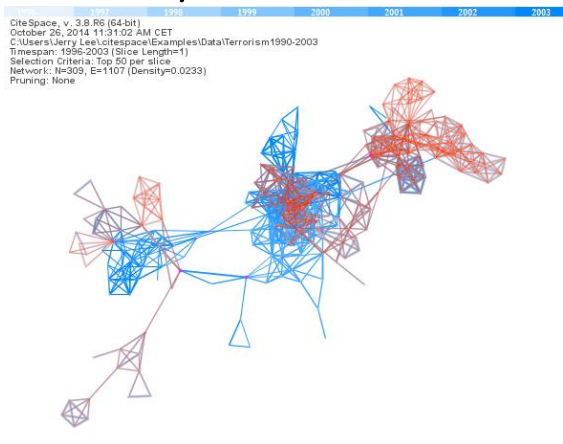 1996 1997 1998 1999 2000 2001 2002 2003
CiteSpace, v. 3.8.R6 (64-bit)
October 26, 2014 11:31:02 AM CET
C:\Users\Jerry Lee\citespace\Examples\Data\Terrorism1990-2003
Timespan: 1996-2003 (Slice Length=1)
Selection Criteria: Top 50 per slice
Network: N=309, E=1107 (Density=0.0233)
Pruning: None